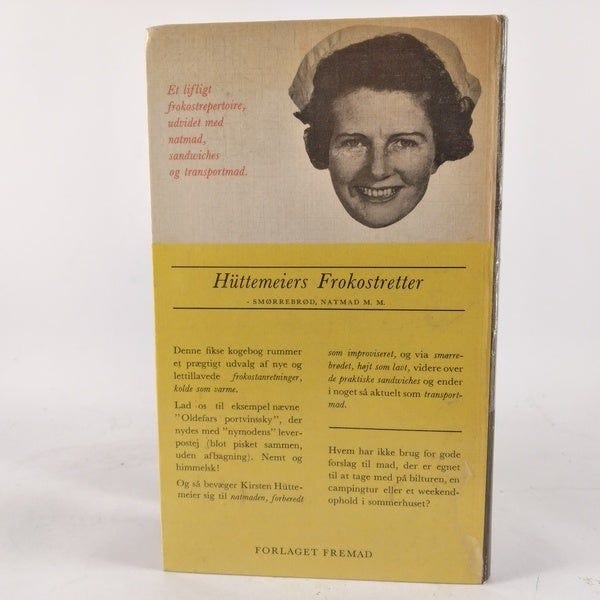 Et lifligt
frokostrepertoire,
udvidet med
natmad,
sandwiches
og transportmad.
Hüttemeiers Frokostretter
- SMØRREBRØD, NATMAD M. M.
Denne fikse kogebog rummer
et prægtigt udvalg af nye og
lettillavede frokostanretninger,
kolde som varme.
Lad os til eksempel nævne
"Oldefars portvinssky", der
nydes med "nymodens" lever-
postej (blot pisket sammen,
uden afbagning). Nemt og
himmelsk!
Og så bevæger Kirsten Hütte-
meier sig til natmaden, forberedt
som improviseret, og via smørre-
brødet, højt som lavt, videre over
de praktiske sandwiches og ender
i noget så aktuelt som transport-
mad.
Hvem har ikke brug for gode
forslag til mad, der er egnet
til at tage med på bilturen, en
campingtur eller et weekend-
ophold i sommerhuset?
FORLAGET FREMAD